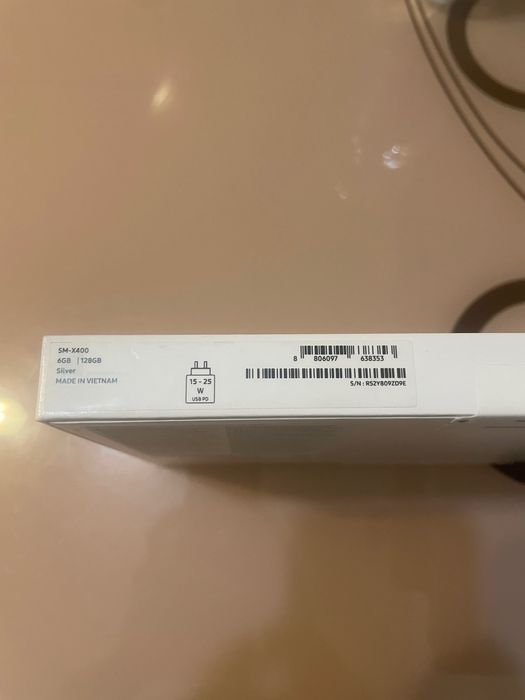 SM-X400
6GB | 128GB
Silver
MADE IN VIETNAM
15 - 25
W
USB PD
8 806097 638353
S/N : R52Y809ZD9E